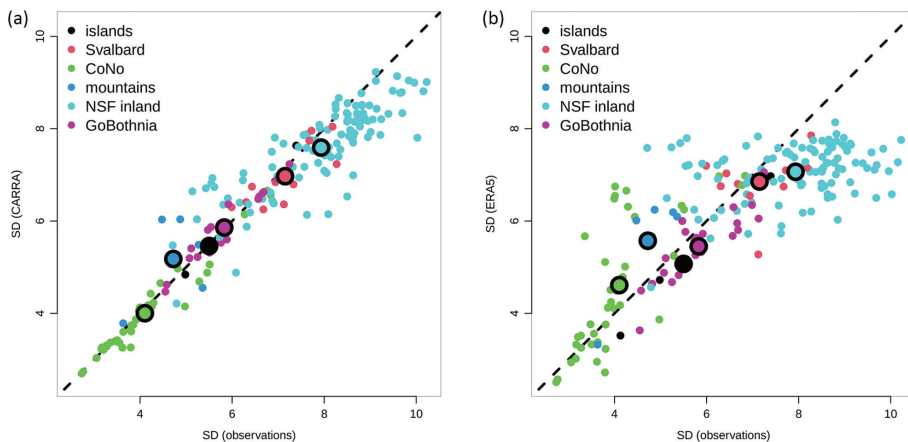 (a)
islands
Svalbard
CoNo
mountains
NSF inland
GoBothnia
SD (CARRA)
10
8
6
4
4 6 8 10
SD (observations)
(b)
islands
Svalbard
CoNo
mountains
NSF inland
GoBothnia
SD (ERA5)
10
8
6
4
4 6 8 10
SD (observations)